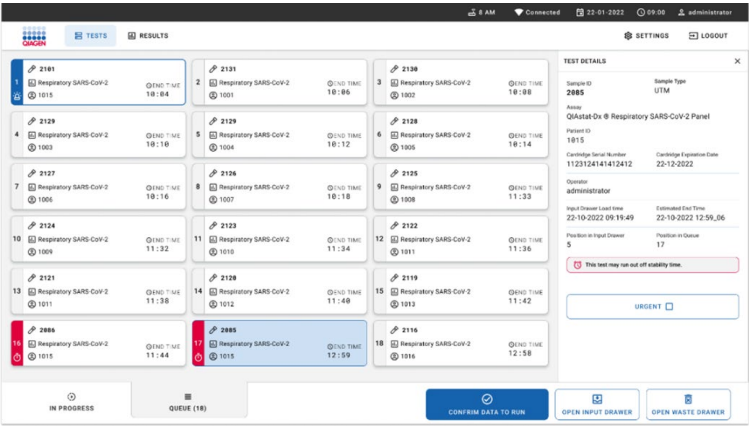 8 AM Connected 22-01-2022 09:00 administrator
QIAGEN TESTS RESULTS SETTINGS LOGOUT
1 2101
Respiratory SARS-CoV-2
1015
END TIME
10:04
2 2131
Respiratory SARS-CoV-2
1001
END TIME
10:06
3 2130
Respiratory SARS-CoV-2
1002
END TIME
10:08
4 2129
Respiratory SARS-CoV-2
1003
END TIME
10:10
5 2129
Respiratory SARS-CoV-2
1004
END TIME
10:12
6 2128
Respiratory SARS-CoV-2
1005
END TIME
10:14
7 2127
Respiratory SARS-CoV-2
1006
END TIME
10:16
8 2126
Respiratory SARS-CoV-2
1007
END TIME
10:18
9 2125
Respiratory SARS-CoV-2
1008
END TIME
11:33
10 2124
Respiratory SARS-CoV-2
1009
END TIME
11:32
11 2123
Respiratory SARS-CoV-2
1010
END TIME
11:34
12 2122
Respiratory SARS-CoV-2
1011
END TIME
11:36
13 2121
Respiratory SARS-CoV-2
1011
END TIME
11:38
14 2120
Respiratory SARS-CoV-2
1012
END TIME
11:40
15 2119
Respiratory SARS-CoV-2
1013
END TIME
11:42
16 2086
Respiratory SARS-CoV-2
1015
END TIME
11:44
17 2085
Respiratory SARS-CoV-2
1015
END TIME
12:59
18 2116
Respiratory SARS-CoV-2
1016
END TIME
12:58
TEST DETAILS
Sample ID Sample Type
2085 UTM
Assay
QIAstat-Dx ® Respiratory SARS-CoV-2 Panel
Patient ID
1015
Cartridge Serial Number Cartridge Expiration Date
1123124141412412 22-12-2022
Operator
administrator
Input Drawer Load time Estimated End Time
22-10-2022 09:19:49 22-10-2022 12:59_06
Position in Input Drawer Position in Queue
5 17
This test may run out off stability time.
URGENT
IN PROGRESS
QUEUE (18)
CONFRIM DATA TO RUN
OPEN INPUT DRAWER
OPEN WASTE DRAWER